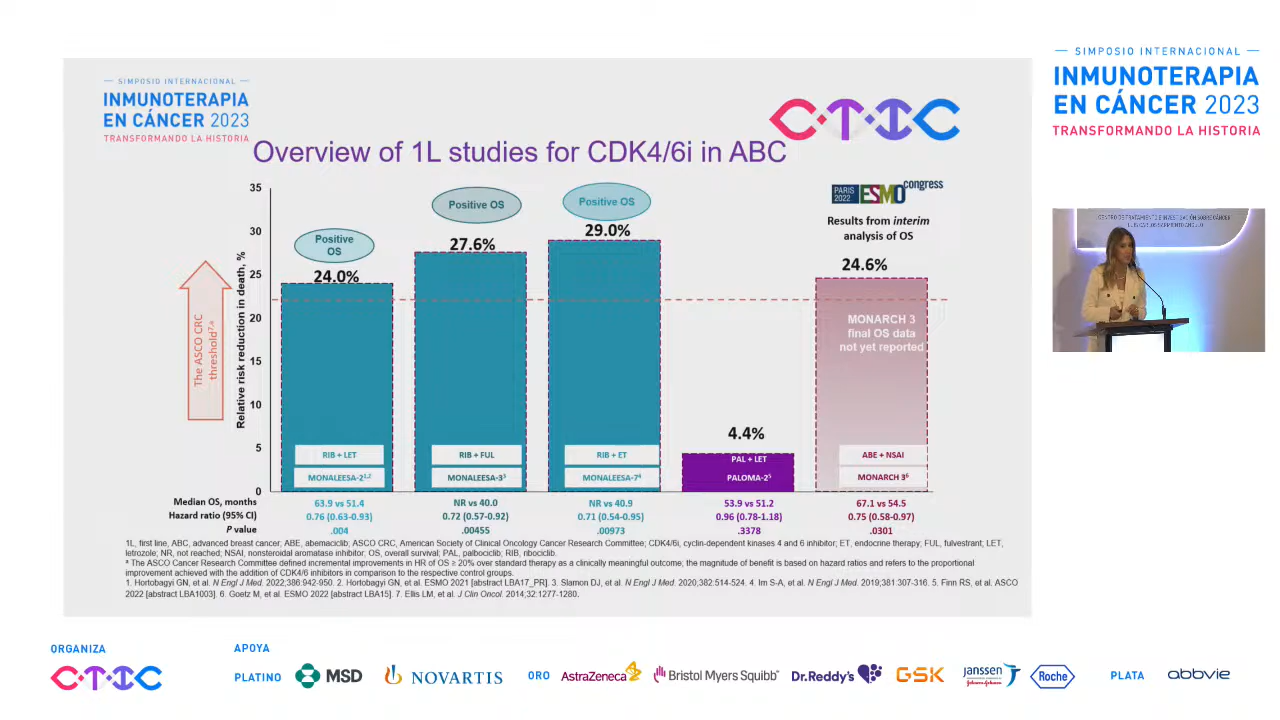 SIMPOSIO INTERNACIONAL
INMUNOTERAPIA
EN CÁNCER 2023
TRANSFORMANDO LA HISTORIA
CTIC
Overview of 1L studies for CDK4/6i in ABC
The ASCO CRC
threshold⁷,ᵃ
Relative risk reduction in death, %
35
30
25
20
15
10
5
0
Positive
OS
24.0%
RIB + LET
MONALEESA-2¹,²
Positive OS
27.6%
RIB + FUL
MONALEESA-3³
Positive OS
29.0%
RIB + ET
MONALEESA-7⁴
4.4%
PAL + LET
PALOMA-2⁵
PARIS
2022
ESMO congress
Results from interim
analysis of OS
24.6%
MONARCH 3
final OS data
not yet reported
ABE + NSAI
MONARCH 3⁶
Median OS, months 63.9 vs 51.4 NR vs 40.0 NR vs 40.9 53.9 vs 51.2 67.1 vs 54.5
Hazard ratio (95% CI) 0.76 (0.63-0.93) 0.72 (0.57-0.92) 0.71 (0.54-0.95) 0.96 (0.78-1.18) 0.75 (0.58-0.97)
P value .004 .00455 .00973 .3378 .0301
1L, first line, ABC, advanced breast cancer; ABE, abemaciclib; ASCO CRC, American Society of Clinical Oncology Cancer Research Committee; CDK4/6i, cyclin-dependent kinases 4 and 6 inhibitor; ET, endocrine therapy; FUL, fulvestrant; LET,
letrozole; NR, not reached; NSAI, nonsteroidal aromatase inhibitor; OS, overall survival; PAL, palbociclib; RIB, ribociclib.
ᵃ The ASCO Cancer Research Committee defined incremental improvements in HR of OS ≥ 20% over standard therapy as a clinically meaningful outcome; the magnitude of benefit is based on hazard ratios and refers to the proportional
improvement achieved with the addition of CDK4/6 inhibitors in comparison to the respective control groups.
1. Hortobagyi GN, et al. N Engl J Med. 2022;386:942-950. 2. Hortobagyi GN, et al. ESMO 2021 [abstract LBA17_PR]. 3. Slamon DJ, et al. N Engl J Med. 2020;382:514-524. 4. Im S-A, et al. N Engl J Med. 2019;381:307-316. 5. Finn RS, et al. ASCO
2022 [abstract LBA1003]. 6. Goetz M, et al. ESMO 2022 [abstract LBA15]. 7. Ellis LM, et al. J Clin Oncol. 2014;32:1277-1280.
SIMPOSIO INTERNACIONAL
INMUNOTERAPIA
EN CÁNCER 2023
TRANSFORMANDO LA HISTORIA
CENTRO DE TRATAMIENTO E INVESTIGACIÓN SOBRE CÁNCER
LUIS CARLOS SARMIENTO ANGULO
ORGANIZA
CTIC
APOYA
PLATINO
MSD
NOVARTIS
ORO
AstraZeneca
Bristol Myers Squibb
Dr.Reddy's
GSK
Janssen
Johnson-Johnson
Roche
PLATA
abbvie